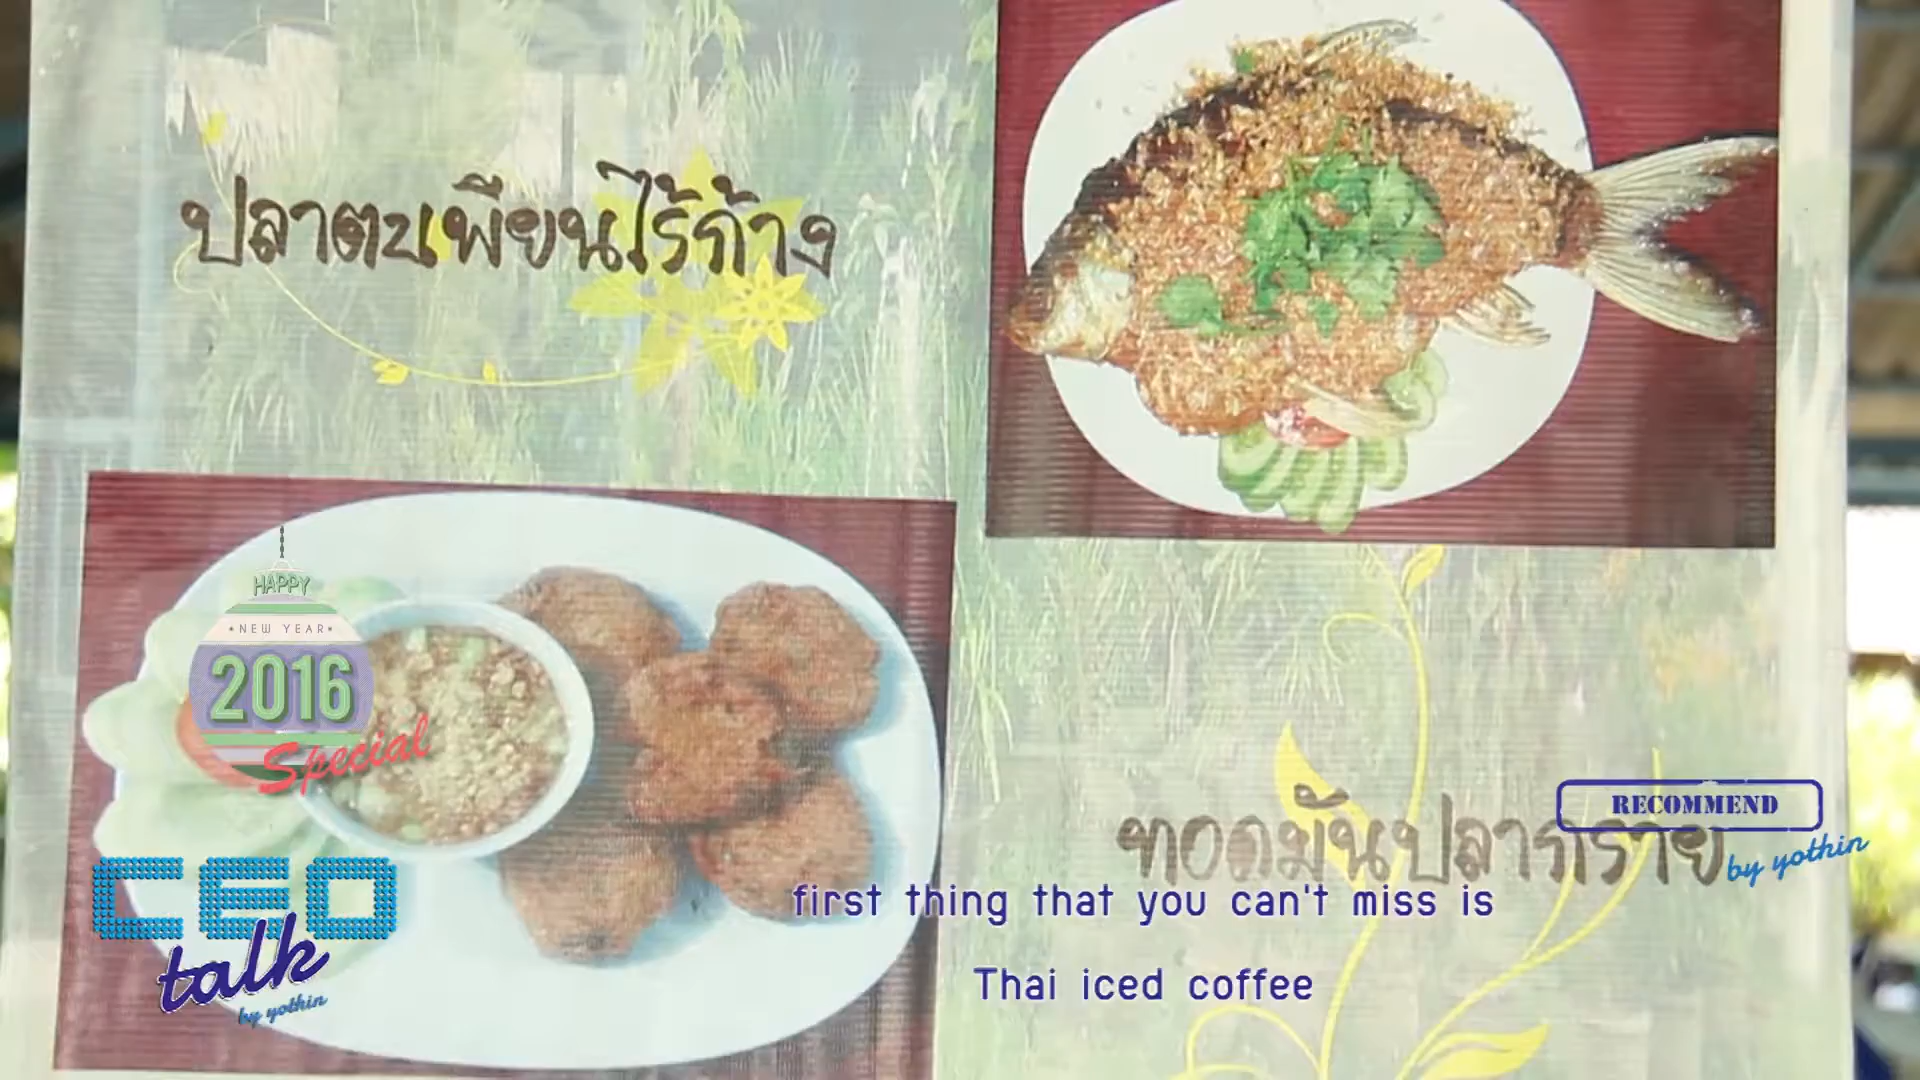 ปลาตะเพียนไร้ก้าง
HAPPY
NEW YEAR
2016
Special
RECOMMEND
by yothin
ทอดมันปลากราย
first thing that you can't miss is
Thai iced coffee
CEO
talk
by yothin